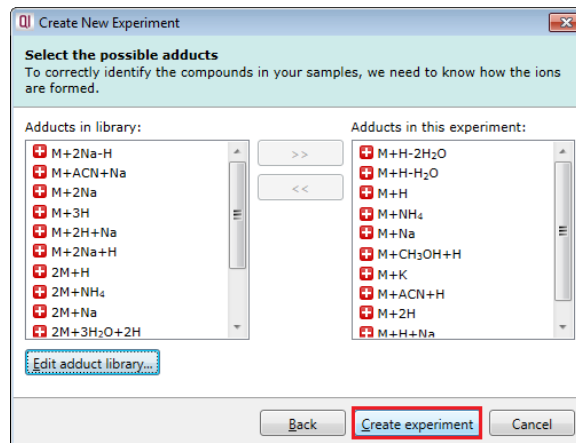 QI Create New Experiment
Select the possible adducts
To correctly identify the compounds in your samples, we need to know how the ions
are formed.
Adducts in library:
M+2Na-H
M+ACN+Na
M+2Na
M+3H
M+2H+Na
M+2Na+H
2M+H
2M+NH₄
2M+Na
2M+3H₂O+2H
Edit adduct library...
>>
<<
Adducts in this experiment:
M+H-2H₂O
M+H-H₂O
M+H
M+NH₄
M+Na
M+CH₃OH+H
M+K
M+ACN+H
M+2H
M+H+Na
Back
Create experiment
Cancel